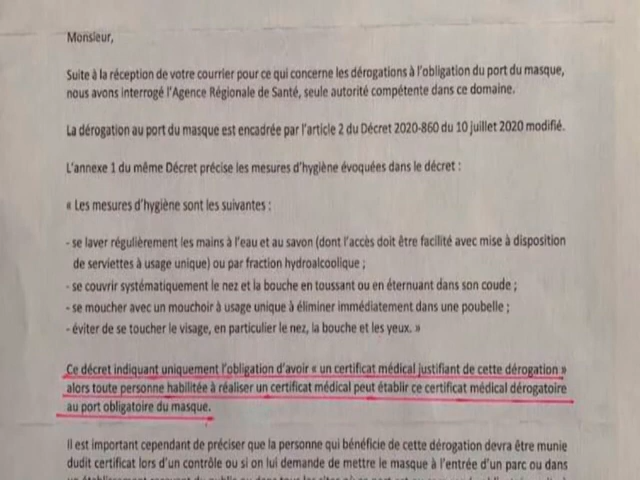 Monsieur,
Suite à la réception de votre courrier pour ce qui concerne les dérogations à l'obligation du port du masque,
nous avons interrogé l'Agence Régionale de Santé, seule autorité compétente dans ce domaine.
La dérogation au port du masque est encadrée par l'article 2 du Décret 2020-860 du 10 juillet 2020 modifié.
L'annexe 1 du même Décret précise les mesures d'hygiène évoquées dans le décret :
« Les mesures d'hygiène sont les suivantes :
- se laver régulièrement les mains à l'eau et au savon (dont l'accès doit être facilité avec mise à disposition
de serviettes à usage unique) ou par fraction hydroalcoolique ;
- se couvrir systématiquement le nez et la bouche en toussant ou en éternuant dans son coude ;
- se moucher avec un mouchoir à usage unique à éliminer immédiatement dans une poubelle ;
- éviter de se toucher le visage, en particulier le nez, la bouche et les yeux. »
Ce décret indiquant uniquement l'obligation d'avoir « un certificat médical justifiant de cette dérogation »
alors toute personne habilitée à réaliser un certificat médical peut établir ce certificat médical dérogatoire
au port obligatoire du masque.
Il est important cependant de préciser que la personne qui bénéficie de cette dérogation devra être munie
dudit certificat lors d'un contrôle ou si on lui demande de mettre le masque à l'entrée d'un parc ou dans